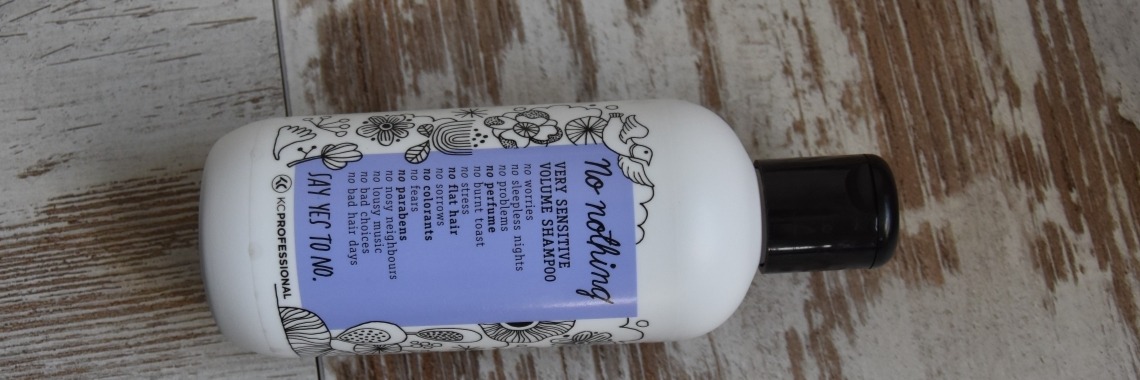 No nothing
VERY SENSITIVE
VOLUME SHAMPOO
no worries
no sleepless nights
no problems
no perfume
no burnt toast
no stress
no flat hair
no sorrows
no colorants
no fears
no parabens
no nosy neighbours
no lousy music
no bad choices
no bad hair days
SAY YES TO NO.
KCPROFESSIONAL